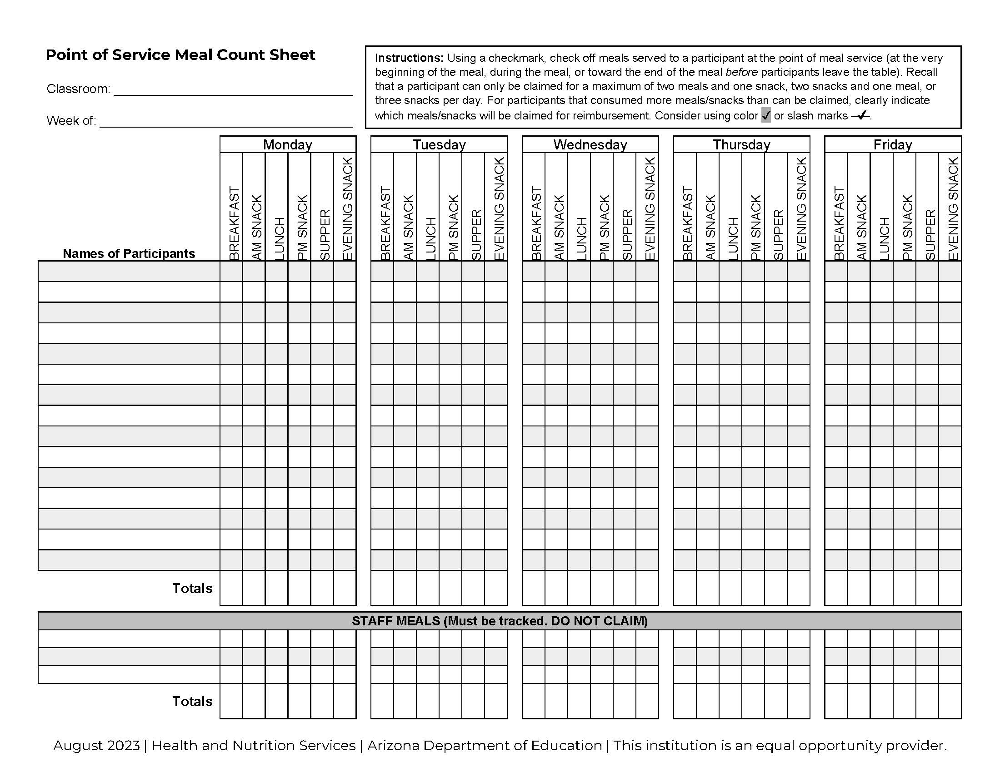 Point of Service Meal Count Sheet
Classroom:
Week of:
Instructions: Using a checkmark, check off meals served to a participant at the point of meal service (at the very
beginning of the meal, during the meal, or toward the end of the meal before participants leave the table). Recall
that a participant can only be claimed for a maximum of two meals and one snack, two snacks and one meal, or
three snacks per day. For participants that consumed more meals/snacks than can be claimed, clearly indicate
which meals/snacks will be claimed for reimbursement. Consider using color ✓ or slash marks ✓.
Monday
Tuesday
Wednesday
Thursday
Friday
Names of Participants
BREAKFAST
AM SNACK
LUNCH
PM SNACK
SUPPER
EVENING SNACK
BREAKFAST
AM SNACK
LUNCH
PM SNACK
SUPPER
EVENING SNACK
BREAKFAST
AM SNACK
LUNCH
PM SNACK
SUPPER
EVENING SNACK
BREAKFAST
AM SNACK
LUNCH
PM SNACK
SUPPER
EVENING SNACK
BREAKFAST
AM SNACK
LUNCH
PM SNACK
SUPPER
EVENING SNACK
Totals
STAFF MEALS (Must be tracked. DO NOT CLAIM)
Totals
August 2023 | Health and Nutrition Services | Arizona Department of Education | This institution is an equal opportunity provider.